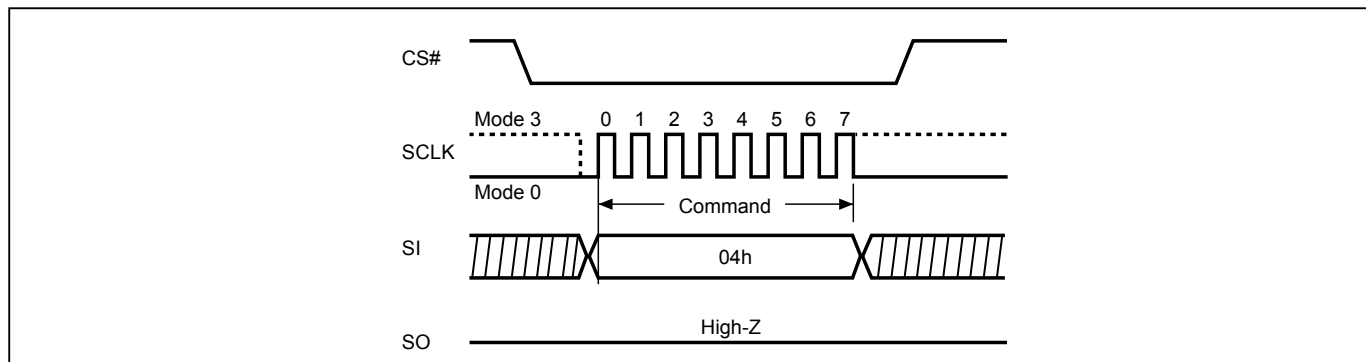 CS#
Mode 3 0 1 2 3 4 5 6 7
SCLK
Mode 0
Command
SI
04h
High-Z
SO